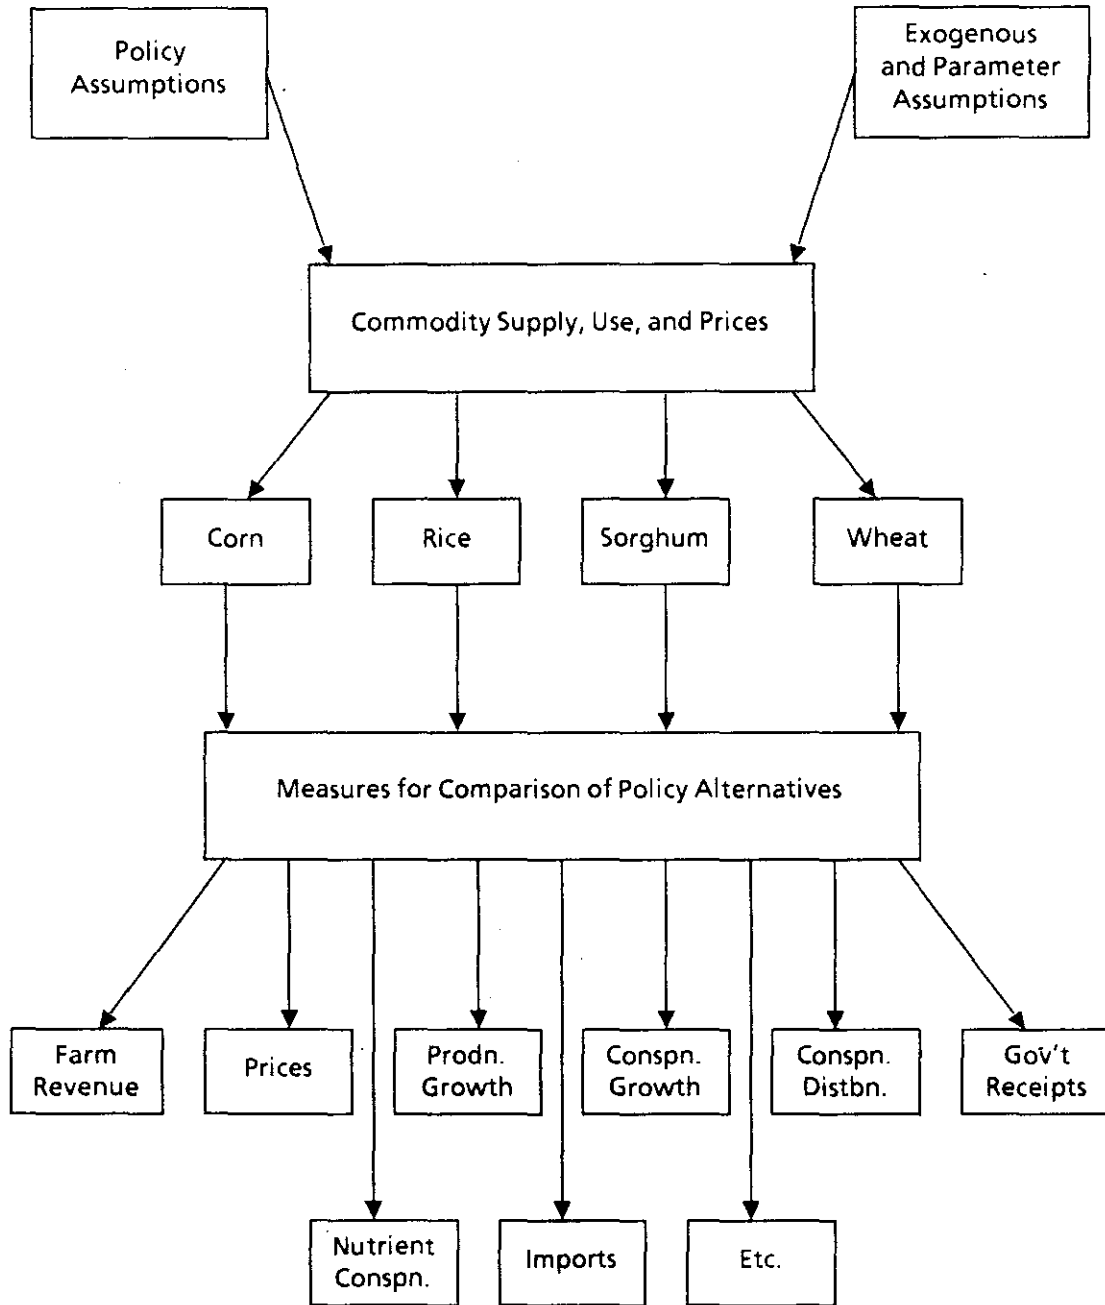 Policy
Assumptions
Exogenous
and Parameter
Assumptions
Commodity Supply, Use, and Prices
Corn
Rice
Sorghum
Wheat
Measures for Comparison of Policy Alternatives
Farm
Revenue
Prices
Prodn.
Growth
Conspn.
Growth
Conspn.
Distbn.
Gov't
Receipts
Nutrient
Conspn.
Imports
Etc.